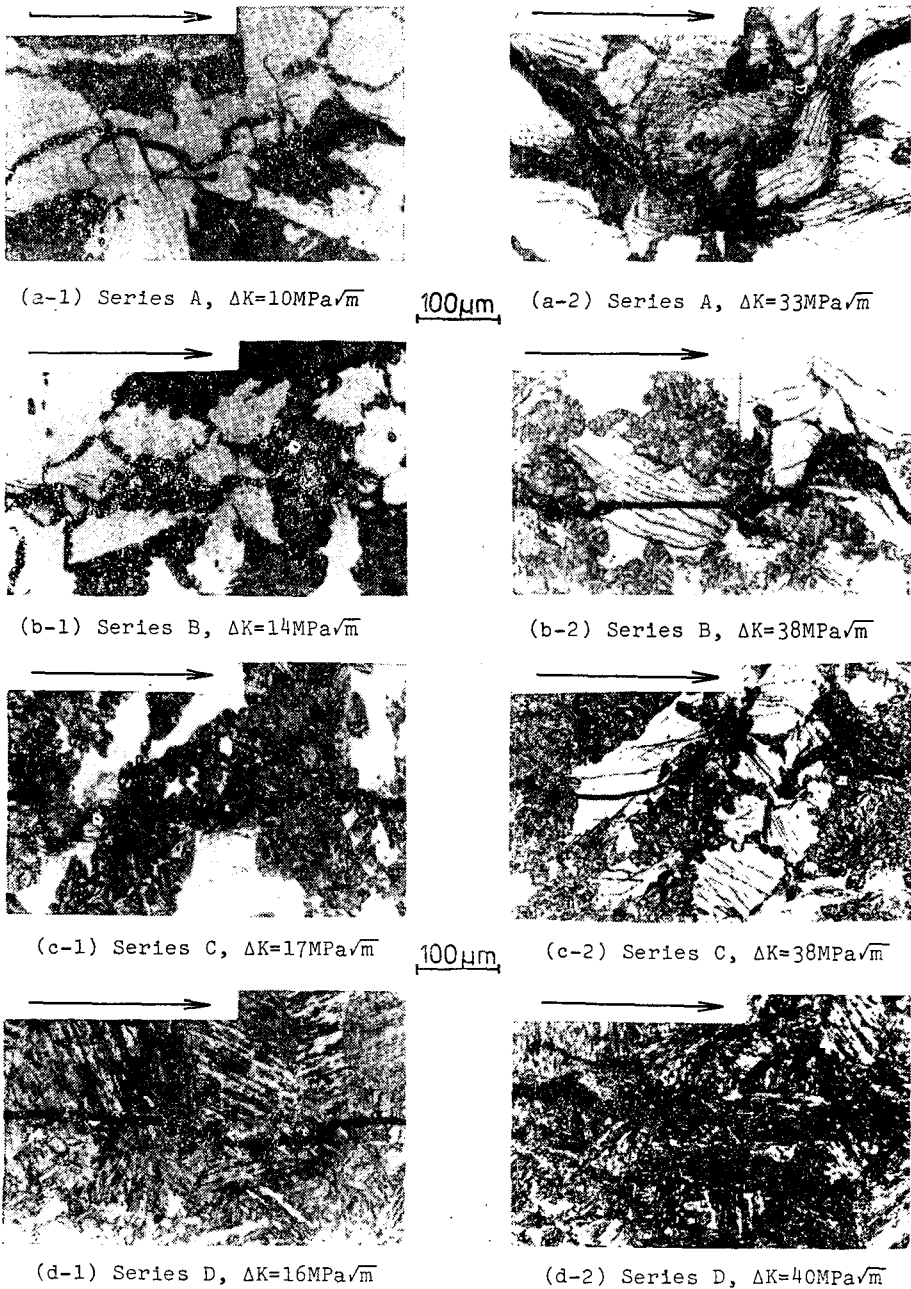 (a-1) Series A, ΔK=10MPa√m
100μm
(a-2) Series A, ΔK=33MPa√m
(b-1) Series B, ΔK=14MPa√m
(b-2) Series B, ΔK=38MPa√m
(c-1) Series C, ΔK=17MPa√m
100μm
(c-2) Series C, ΔK=38MPa√m
(d-1) Series D, ΔK=16MPa√m
(d-2) Series D, ΔK=40MPa√m